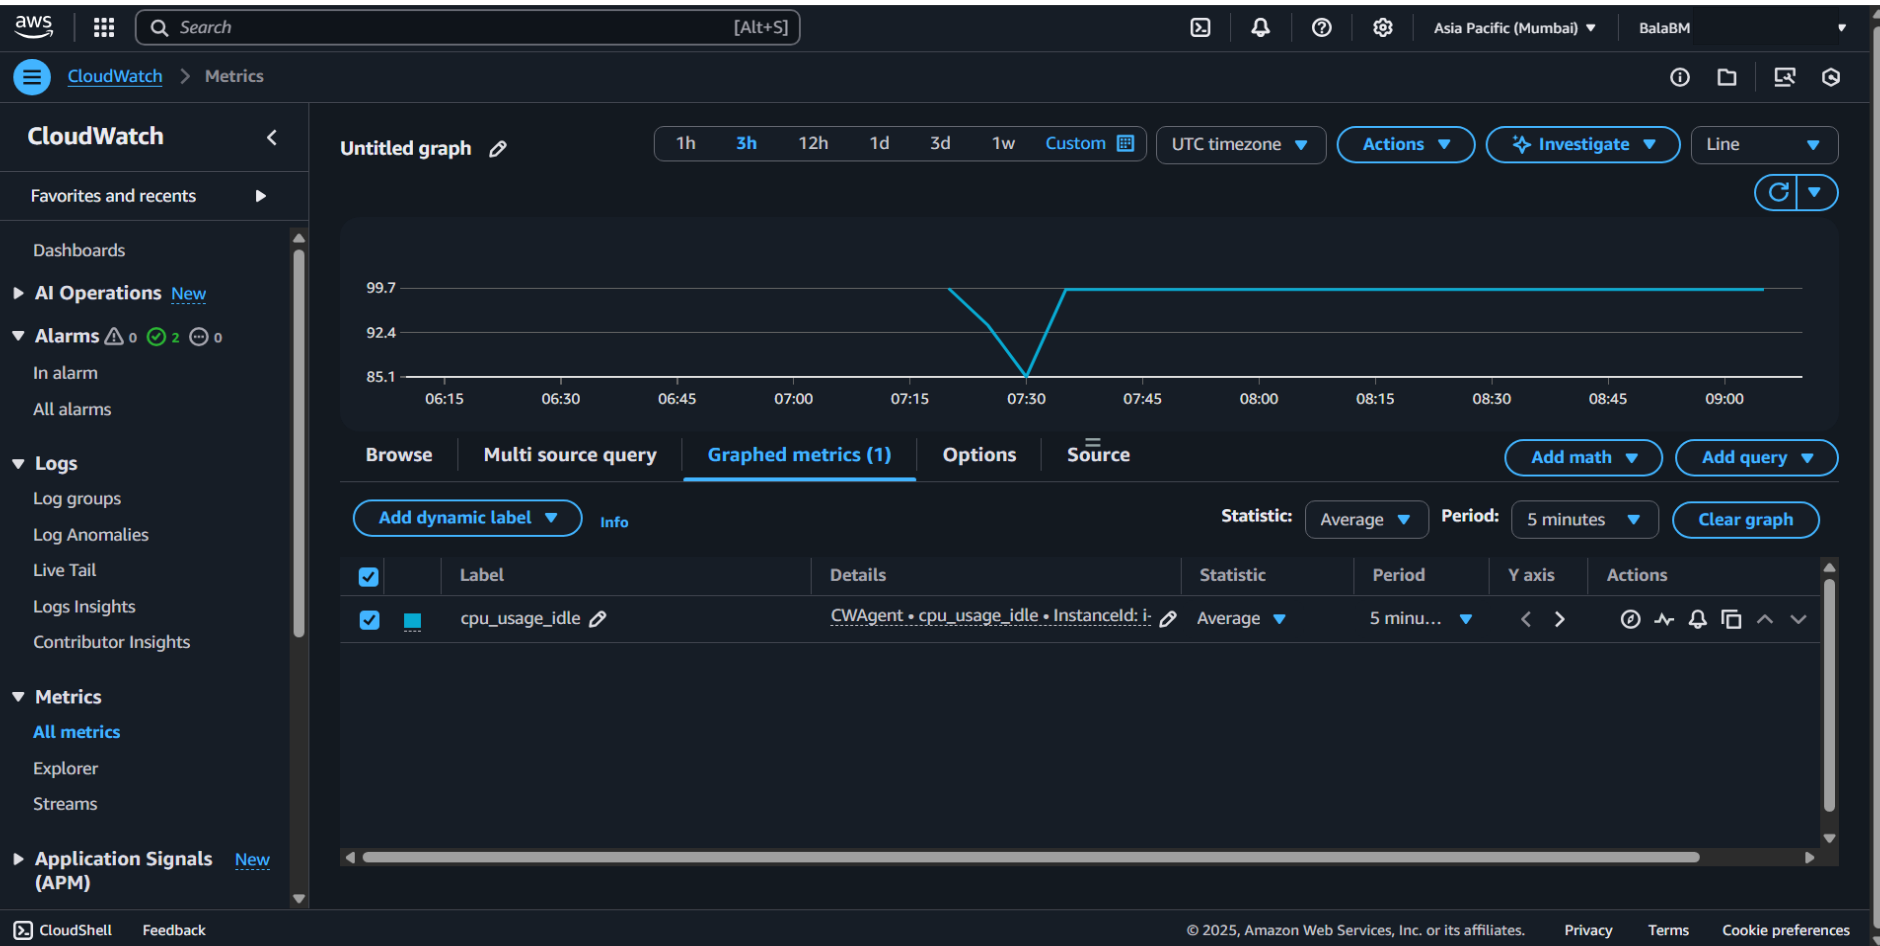 aws
Search [Alt+S]
Asia Pacific (Mumbai)
BalaBM
CloudWatch
Metrics
CloudWatch
Favorites and recents
Dashboards
AI Operations New
Alarms 0 2 0
In alarm
All alarms
Logs
Log groups
Log Anomalies
Live Tail
Logs Insights
Contributor Insights
Metrics
All metrics
Explorer
Streams
Application Signals New
(APM)
Untitled graph
1h 3h 12h 1d 3d 1w Custom
UTC timezone
Actions
Investigate
Line
99.7
92.4
85.1
06:15 06:30 06:45 07:00 07:15 07:30 07:45 08:00 08:15 08:30 08:45 09:00
Browse Multi source query Graphed metrics (1) Options Source
Add math Add query
Add dynamic label Info
Statistic: Average Period: 5 minutes Clear graph
Label Details Statistic Period Y axis Actions
cpu_usage_idle CWAgent • cpu_usage_idle • InstanceId: i- Average 5 minu...
CloudShell Feedback
© 2025, Amazon Web Services, Inc. or its affiliates. Privacy Terms Cookie preferences